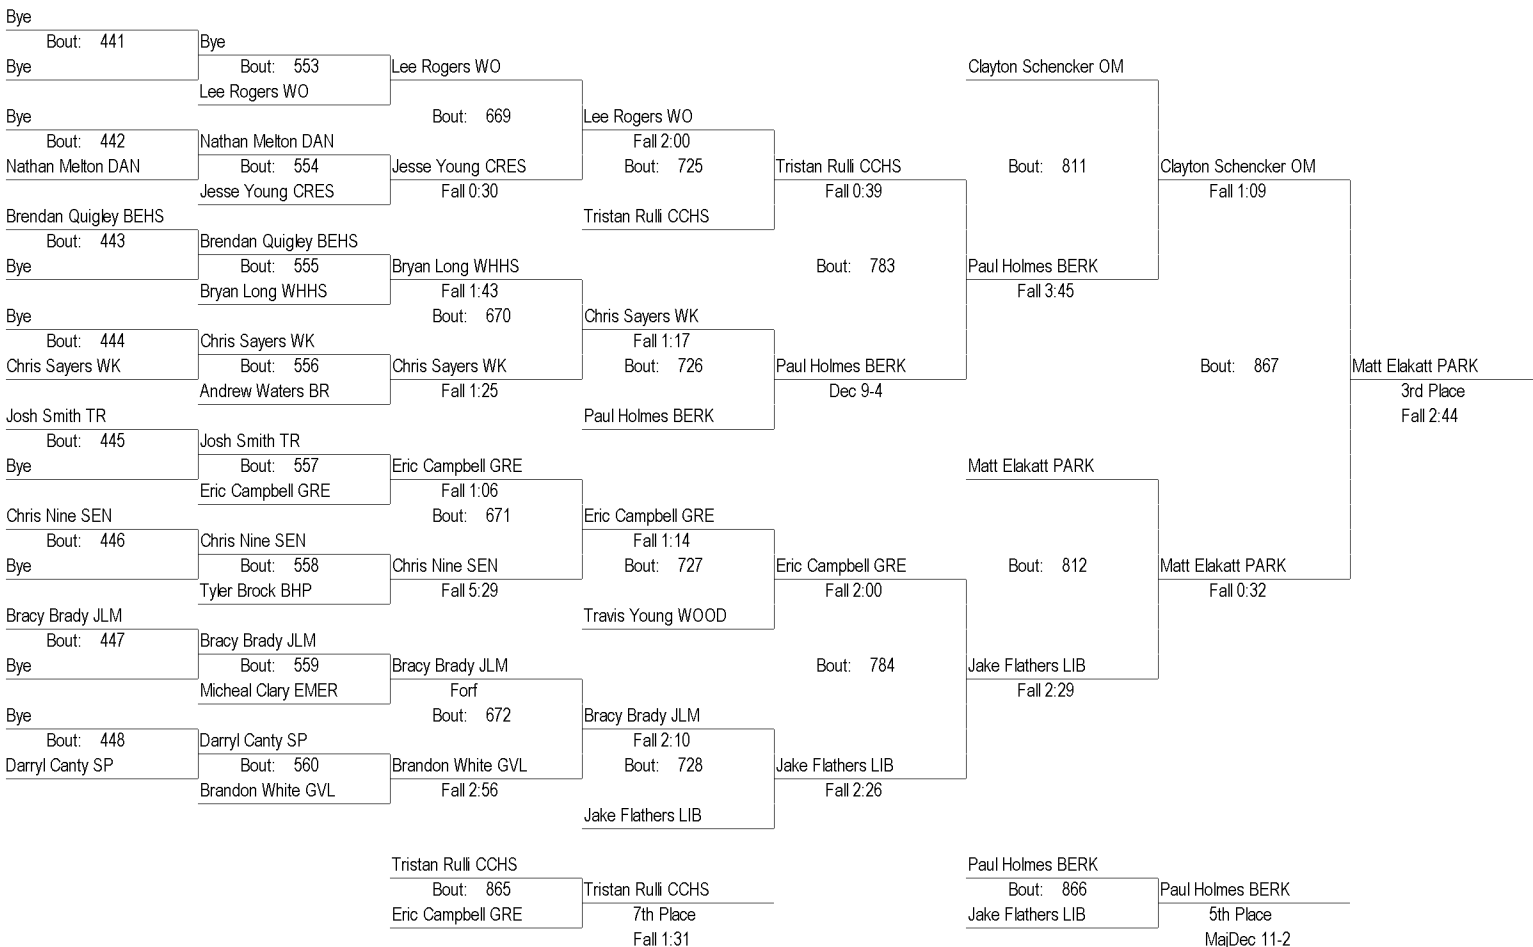 Bye
Bout: 441
Bye
Bye
Bout: 553
Lee Rogers WO
Lee Rogers WO
Clayton Schencker OM
Bye
Bout: 442
Nathan Melton DAN
Nathan Melton DAN
Bout: 554
Jesse Young CRES
Bout: 669
Jesse Young CRES
Fall 0:30
Lee Rogers WO
Fall 2:00
Bout: 725
Tristan Rulli CCHS
Tristan Rulli CCHS
Fall 0:39
Bout: 811
Clayton Schencker OM
Fall 1:09
Brendan Quigley BEHS
Bout: 443
Bye
Brendan Quigley BEHS
Bout: 555
Bryan Long WHHS
Bryan Long WHHS
Fall 1:43
Bout: 670
Bout: 783
Paul Holmes BERK
Fall 3:45
Bye
Bout: 444
Chris Sayers WK
Chris Sayers WK
Bout: 556
Andrew Waters BR
Chris Sayers WK
Fall 1:25
Chris Sayers WK
Fall 1:17
Bout: 726
Paul Holmes BERK
Paul Holmes BERK
Dec 9-4
Bout: 867
Matt Elakatt PARK
3rd Place
Fall 2:44
Josh Smith TR
Bout: 445
Bye
Josh Smith TR
Bout: 557
Eric Campbell GRE
Eric Campbell GRE
Fall 1:06
Bout: 671
Matt Elakatt PARK
Chris Nine SEN
Bout: 446
Bye
Chris Nine SEN
Bout: 558
Tyler Brock BHP
Chris Nine SEN
Fall 5:29
Eric Campbell GRE
Fall 1:14
Bout: 727
Travis Young WOOD
Eric Campbell GRE
Fall 2:00
Bout: 812
Matt Elakatt PARK
Fall 0:32
Bracy Brady JLM
Bout: 447
Bye
Bracy Brady JLM
Bout: 559
Micheal Clary EMER
Bracy Brady JLM
Forf
Bout: 672
Bout: 784
Jake Flathers LIB
Fall 2:29
Bye
Bout: 448
Darryl Canty SP
Darryl Canty SP
Bout: 560
Brandon White GVL
Brandon White GVL
Fall 2:56
Bracy Brady JLM
Fall 2:10
Bout: 728
Jake Flathers LIB
Jake Flathers LIB
Fall 2:26
Tristan Rulli CCHS
Bout: 865
Eric Campbell GRE
Tristan Rulli CCHS
7th Place
Fall 1:31
Paul Holmes BERK
Bout: 866
Jake Flathers LIB
Paul Holmes BERK
5th Place
MajDec 11-2